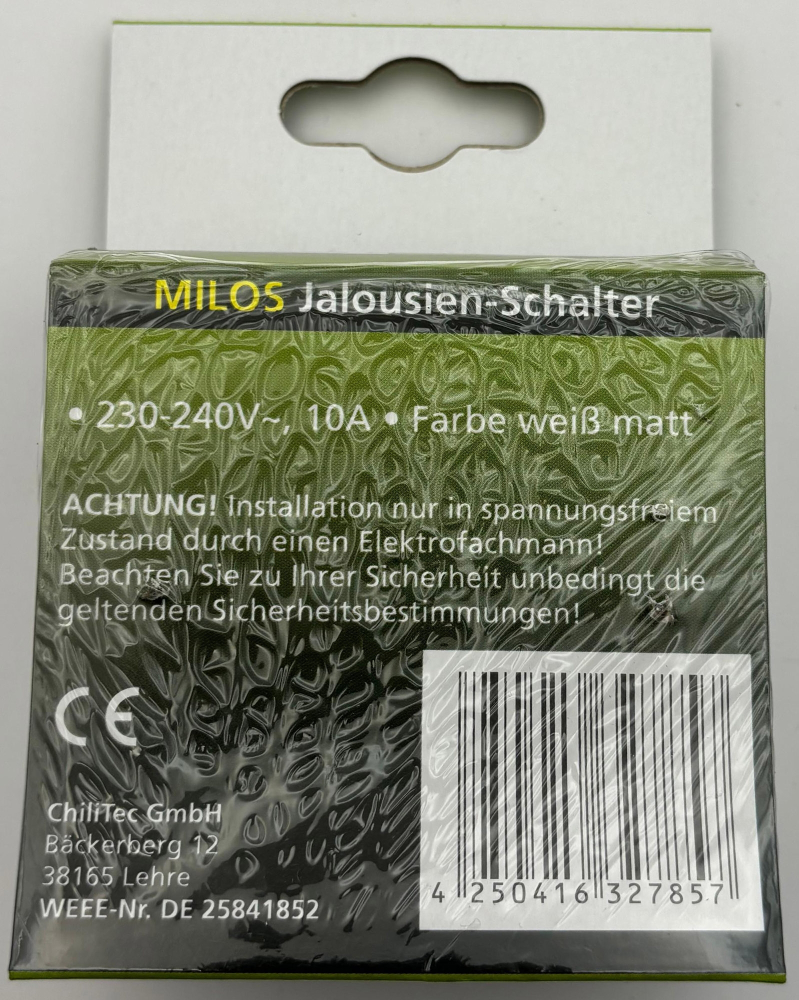 MILOS Jalousien-Schalter
• 230-240V~, 10A • Farbe weiß matt
ACHTUNG! Installation nur in spannungsfreiem
Zustand durch einen Elektrofachmann!
Beachten Sie zu Ihrer Sicherheit unbedingt die
geltenden Sicherheitsbestimmungen!
CE
ChiliTec GmbH
Bäckerberg 12
38165 Lehre
WEEE-Nr. DE 25841852
4 250416 327857